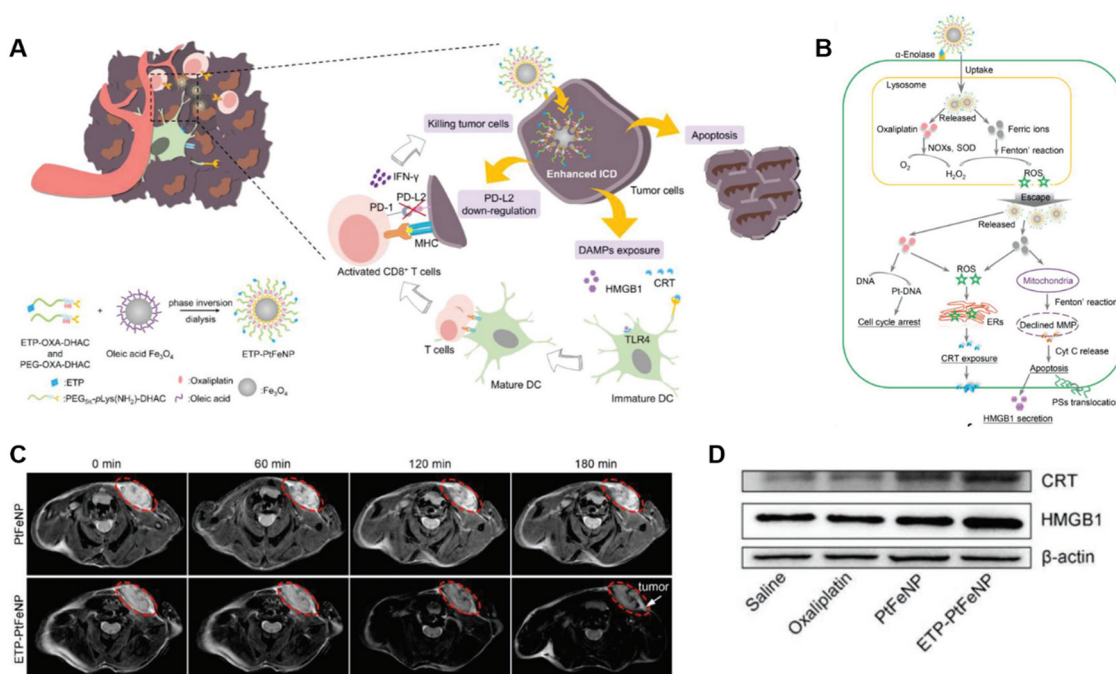 A
Killing tumor cells
IFN-γ
PD-1
PD-L2
MHC
Activated CD8⁺ T cells
Enhanced ICD
PD-L2
down-regulation
Tumor cells
Apoptosis
DAMPs exposure
HMGB1
CRT
T cells
Mature DC
TLR4
Immature DC
ETP-OXA-DHAC
and
PEG-OXA-DHAC
+
Oleic acid Fe₃O₄
phase inversion
dialysis
ETP-PtFeNP
:ETP
:Oxaliplatin
:Fe₃O₄
:PEG₅ₖ-pLys(NH₂)-DHAC
:Oleic acid
B
α-Enolase
Uptake
Lysosome
Released
Oxaliplatin
Ferric ions
NOXs, SOD
Fenton' reaction
O₂
H₂O₂
ROS
Escape
Released
DNA
Pt-DNA
Cell cycle arrest
ROS
ERs
CRT exposure
Mitochondria
Fenton' reaction
Declined MMP
Cyt C release
Apoptosis
PSs translocation
HMGB1 secretion
C
0 min
60 min
120 min
180 min
PtFeNP
ETP-PtFeNP
tumor
D
CRT
HMGB1
β-actin
Saline
Oxaliplatin
PtFeNP
ETP-PtFeNP